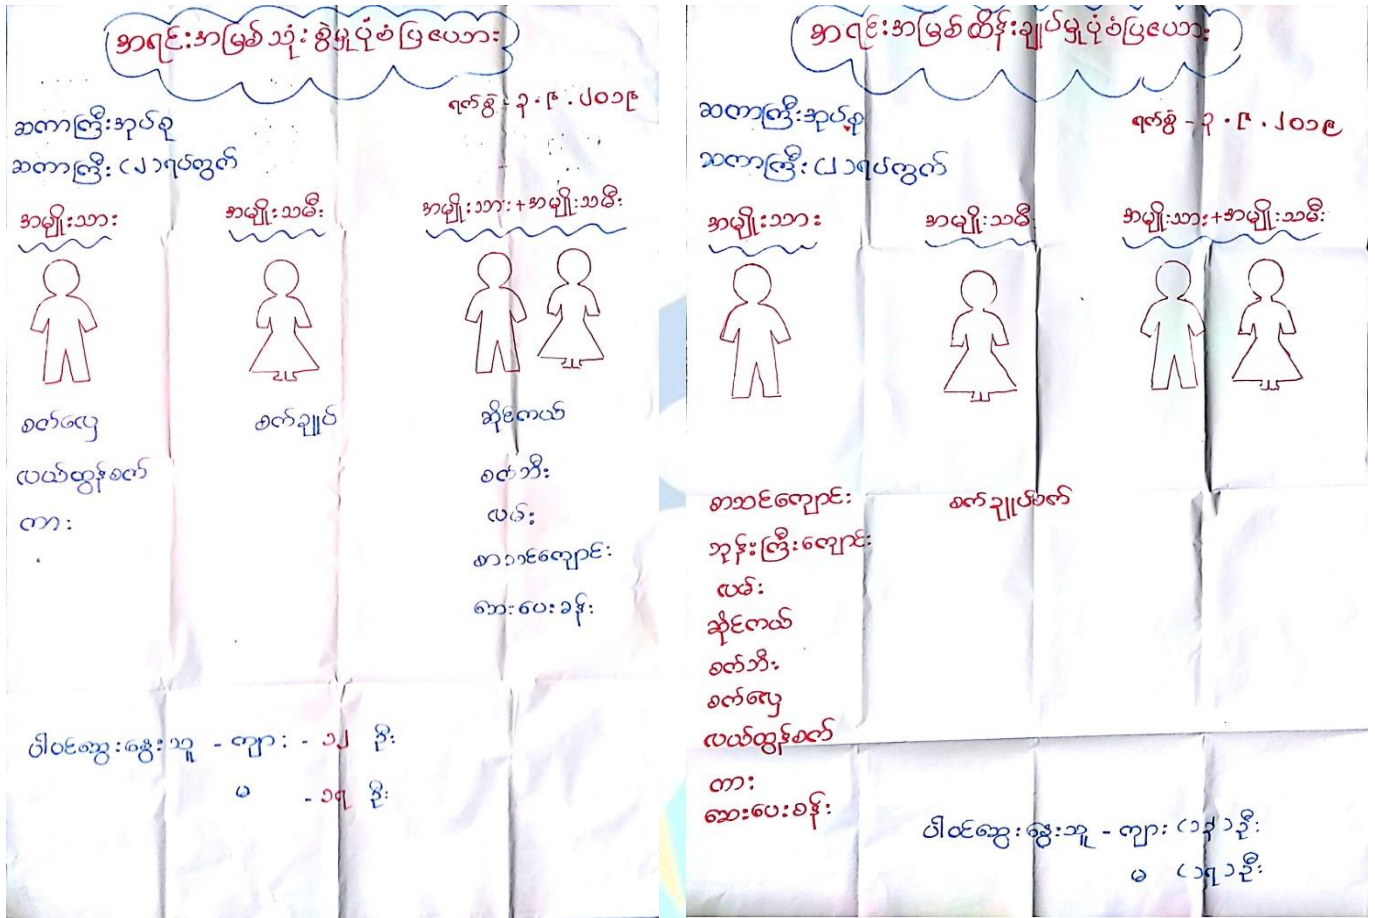 အရင်းအမြစ်သုံးစွဲမှုပုံစံပြဇယား
ရက်စွဲ - ၃.၉.၂၀၁၉
ဆကာကြီးအုပ်စု
ဆကာကြီး(၂)ရပ်ကွက်
အမျိုးသား
အမျိုးသမီး
အမျိုးသား+အမျိုးသမီး
စက်လှေ
စက်ချုပ်
ဆိုင်ကယ်
လယ်ထွန်စက်
စက်ဘီး
ကား
လမ်း
စာသင်ကျောင်း
ဆေးပေးခန်း
ပါဝင်ဆွေးနွေးသူ - ကျား - ၁၂ ဦး
မ - ၁၇ ဦး
အရင်းအမြစ်ထိန်းချုပ်မှုပုံစံပြဇယား
ဆကာကြီးအုပ်စု
ရက်စွဲ - ၃.၉.၂၀၁၉
ဆကာကြီး(၂)ရပ်ကွက်
အမျိုးသား
အမျိုးသမီး
အမျိုးသား+အမျိုးသမီး
စာသင်ကျောင်း
စက်ချုပ်စက်
ဘုန်းကြီးကျောင်း
လမ်း
ဆိုင်ကယ်
စက်ဘီး
စက်လှေ
လယ်ထွန်စက်
ကား
ဆေးပေးခန်း
ပါဝင်ဆွေးနွေးသူ - ကျား (၁၃)ဦး
မ (၁၇)ဦး